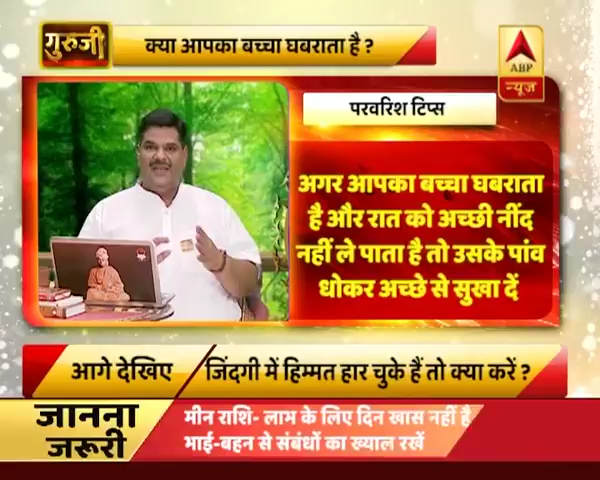 गुरुजी
क्या आपका बच्चा घबराता है ?
ABP
न्यूज़
परवरिश टिप्स
अगर आपका बच्चा घबराता
है और रात को अच्छी नींद
नहीं ले पाता है तो उसके पांव
धोकर अच्छे से सुखा दें
आगे देखिए
जिंदगी में हिम्मत हार चुके हैं तो क्या करें ?
जानना
जरूरी
मीन राशि- लाभ के लिए दिन खास नहीं है
भाई-बहन से संबंधों का ख्याल रखें